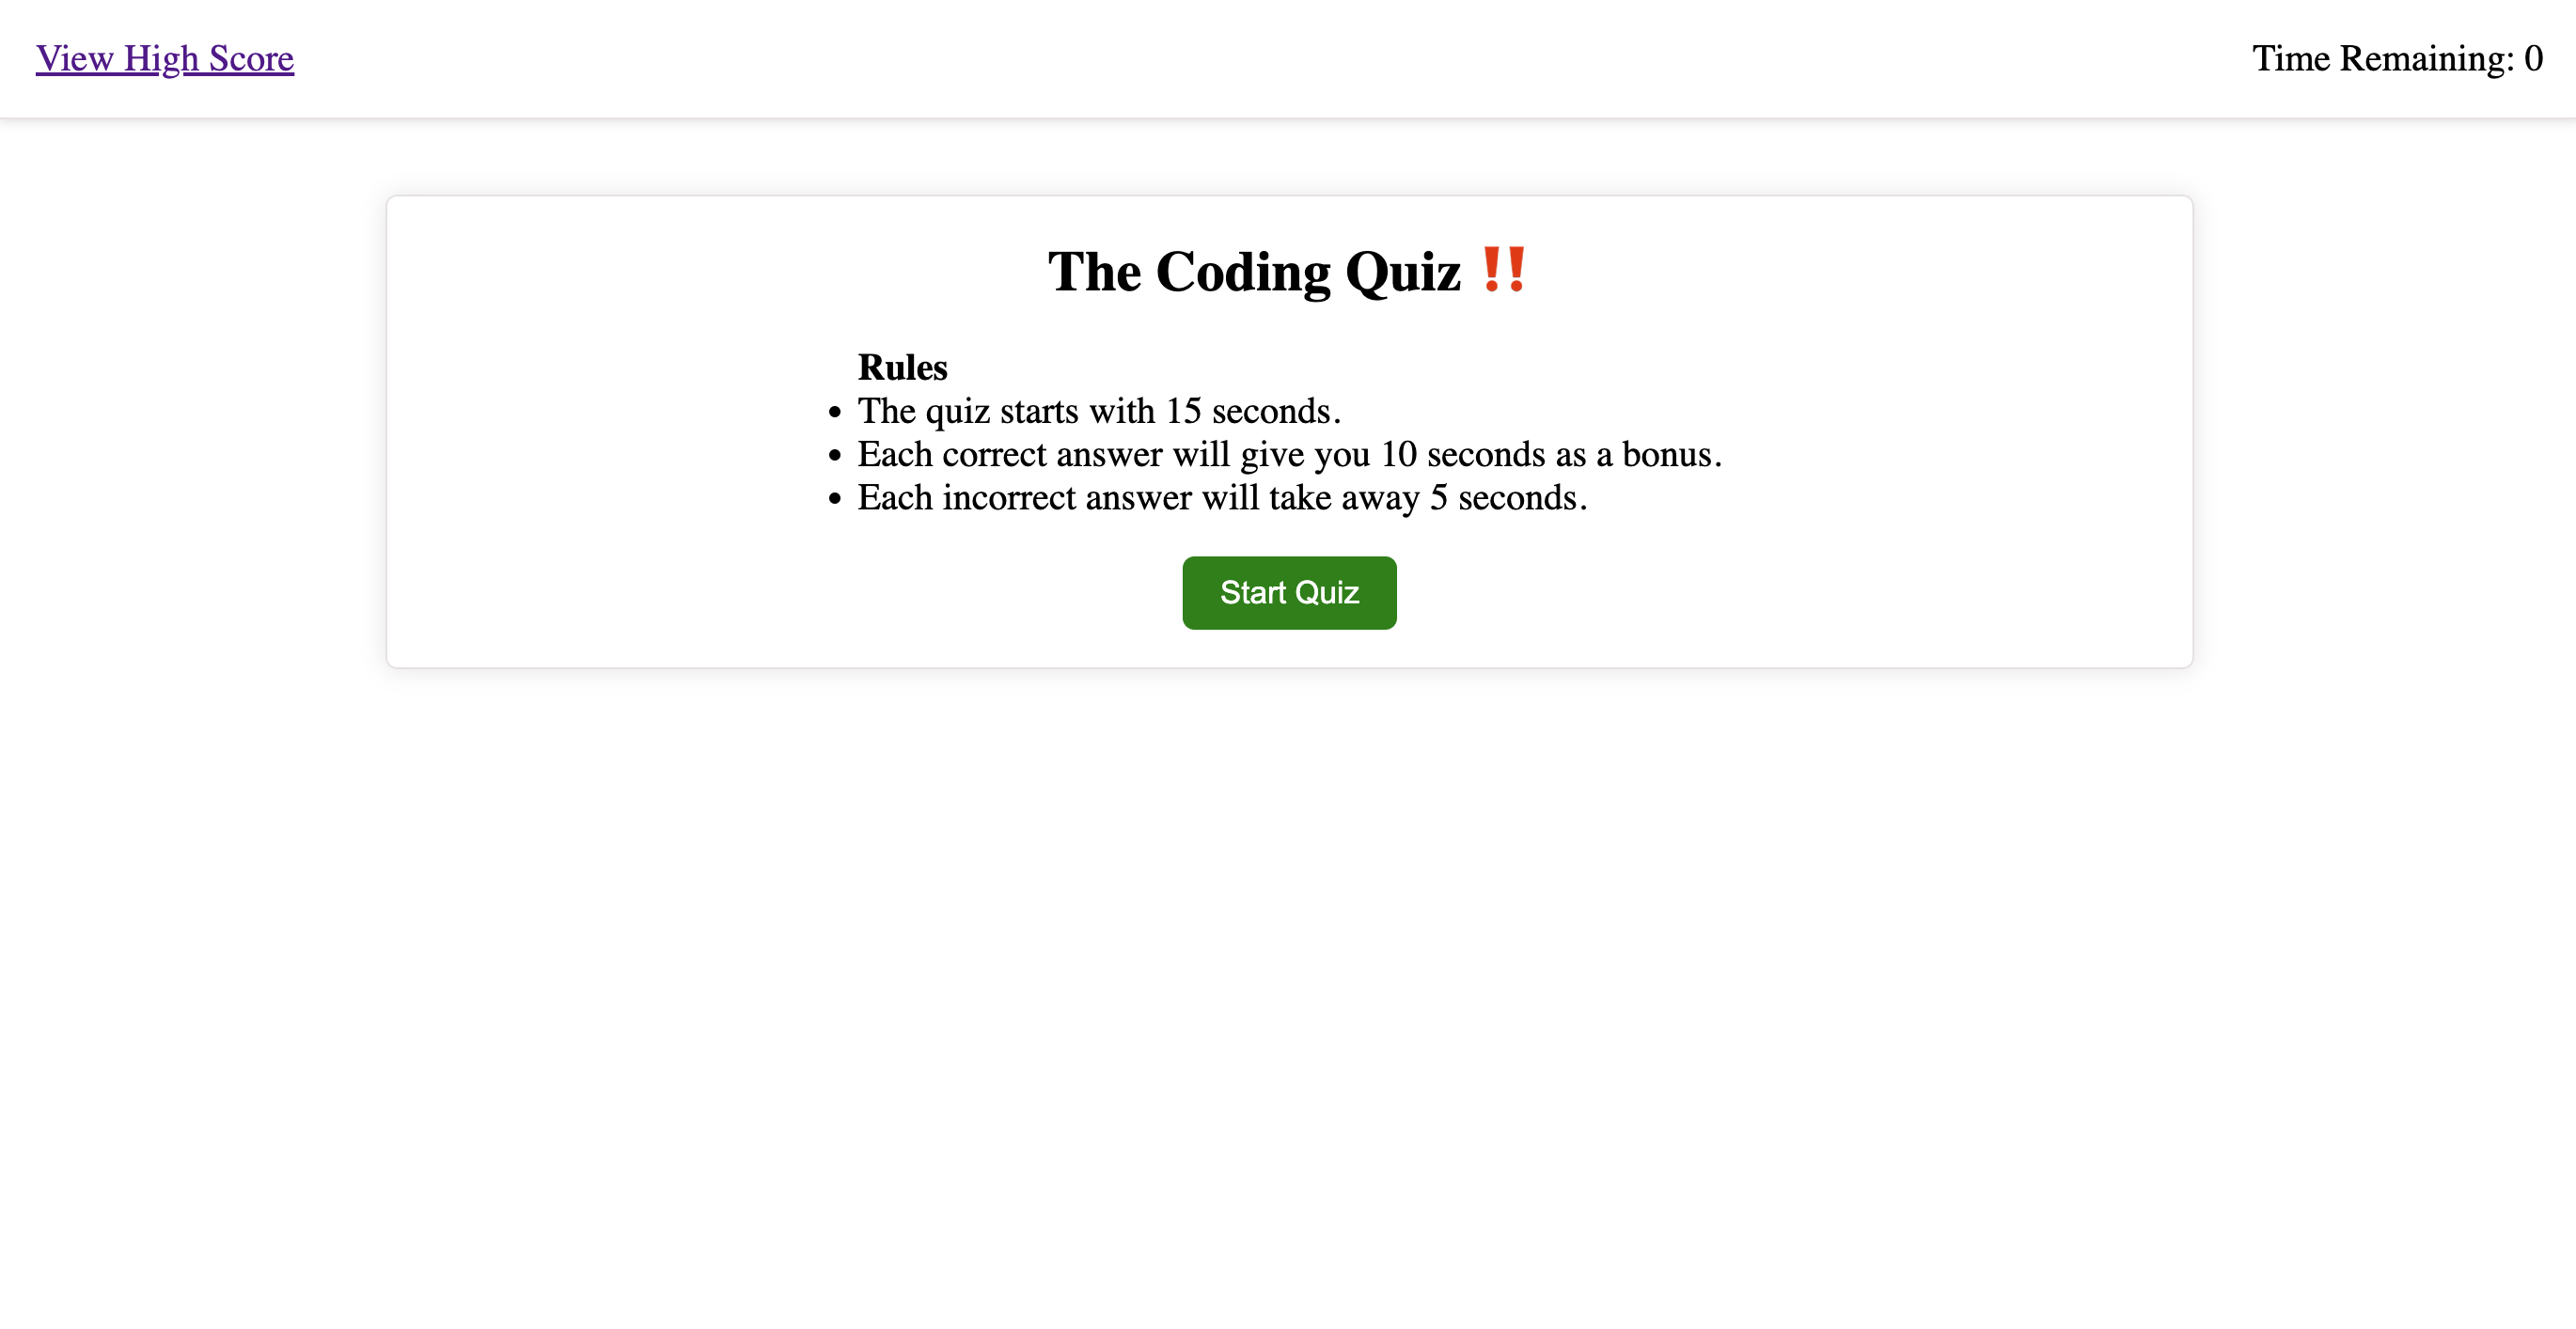 View High Score
Time Remaining: 0
The Coding Quiz ‼️
Rules
• The quiz starts with 15 seconds.
• Each correct answer will give you 10 seconds as a bonus.
• Each incorrect answer will take away 5 seconds.
Start Quiz